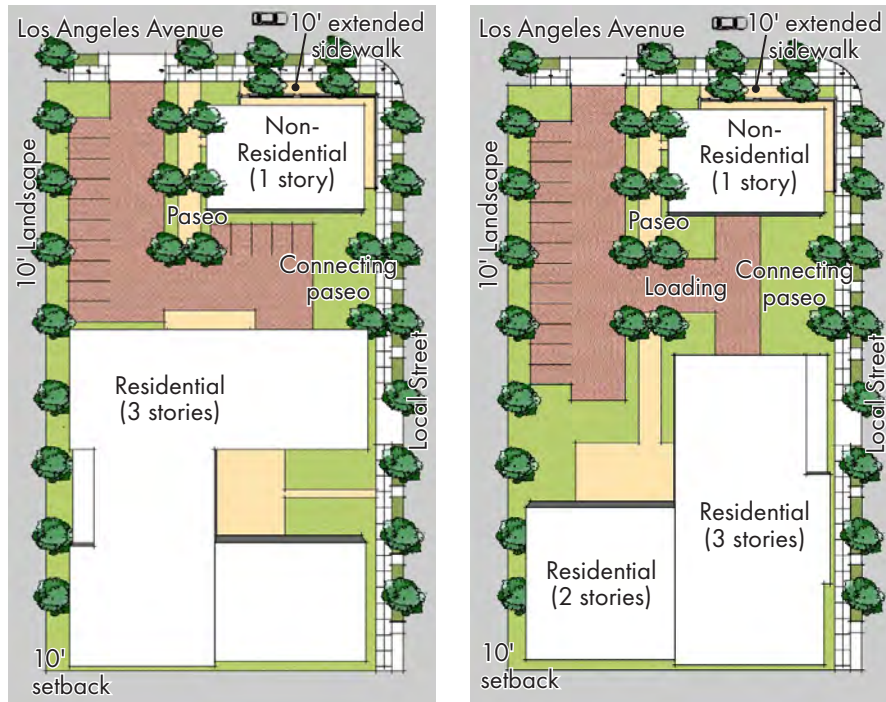 Los Angeles Avenue
10' extended
sidewalk
Non-
Residential
(1 story)
10' Landscape
Paseo
Connecting
paseo
Residential
(3 stories)
Local Street
10'
setback
Los Angeles Avenue
10' extended
sidewalk
Non-
Residential
(1 story)
10' Landscape
Paseo
Loading
Connecting
paseo
Local Street
Residential
(3 stories)
Residential
(2 stories)
10'
setback